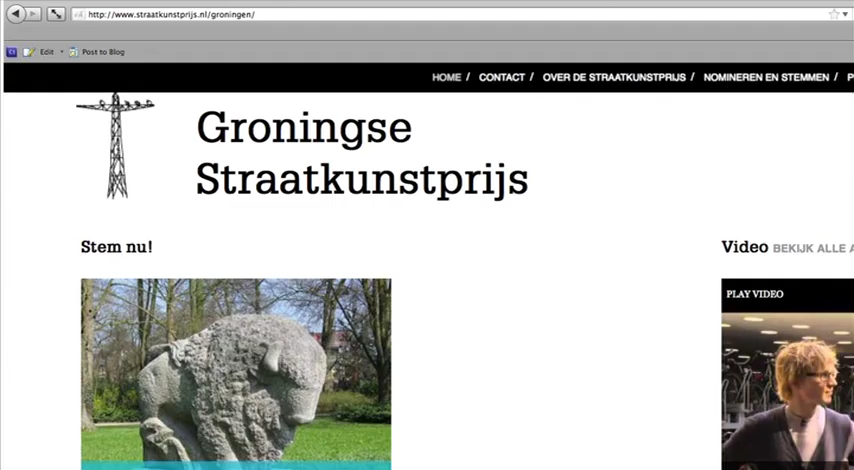 http://www.straatkunstprijs.nl/groningen/
Edit
Post to Blog
HOME / CONTACT / OVER DE STRAATKUNSTPRIJS / NOMINEREN EN STEMMEN / P
Groningse
Straatkunstprijs
Stem nu!
Video BEKIJK ALLE A
PLAY VIDEO